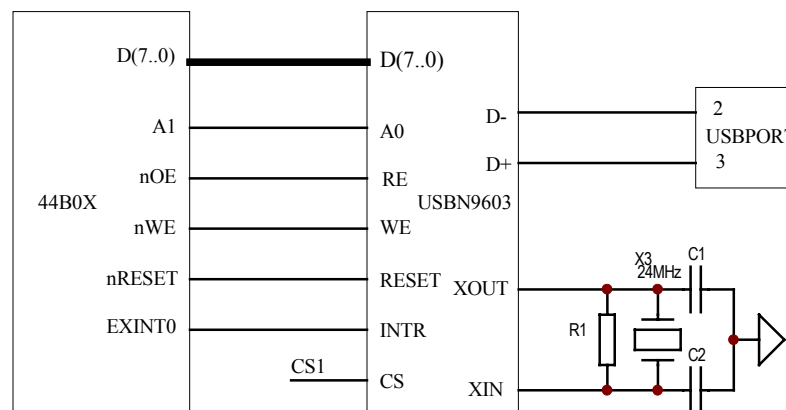 D(7..0) D(7..0)
D- 2
USBPORT
A1 A0
D+ 3
nOE RE
44B0X USBN9603
nWE WE
X3 C1
24MHz
nRESET RESET XOUT
EXINT0 INTR R1
C2
CS1 CS XIN